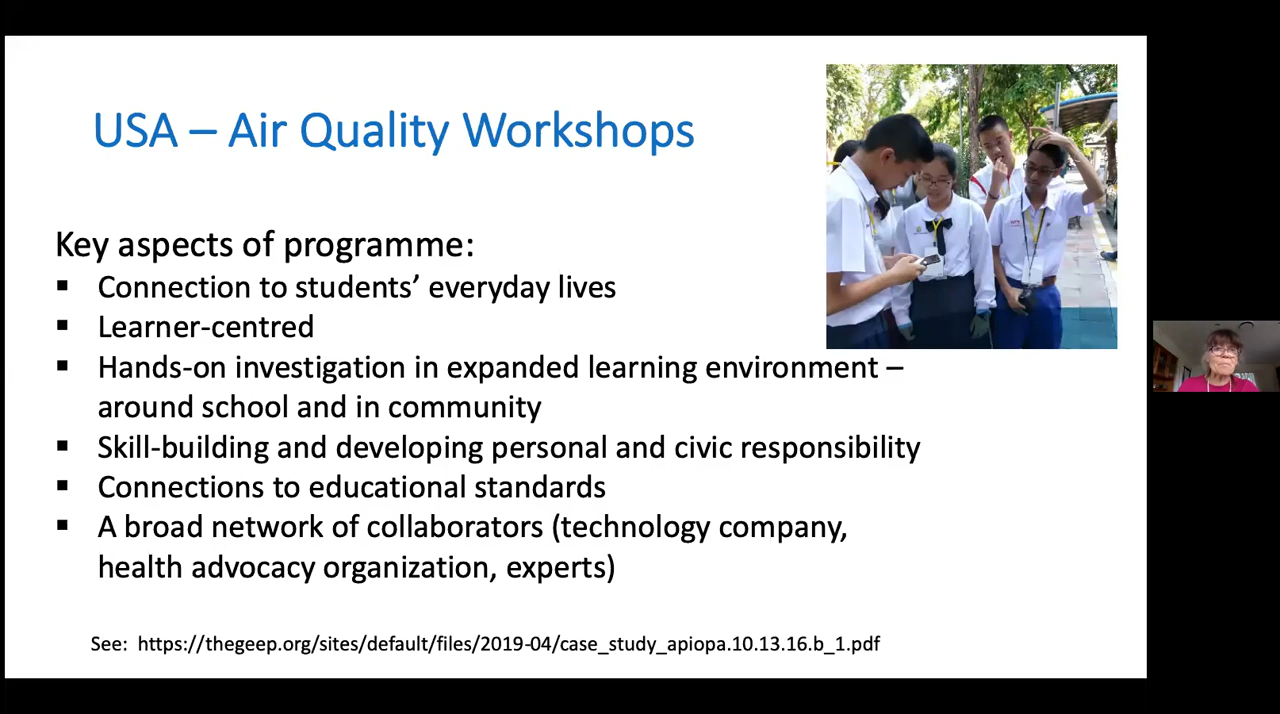 USA – Air Quality Workshops
Key aspects of programme:
▪ Connection to students’ everyday lives
▪ Learner-centred
▪ Hands-on investigation in expanded learning environment –
around school and in community
▪ Skill-building and developing personal and civic responsibility
▪ Connections to educational standards
▪ A broad network of collaborators (technology company,
health advocacy organization, experts)
See: https://thegeep.org/sites/default/files/2019-04/case_study_apiopa.10.13.16.b_1.pdf